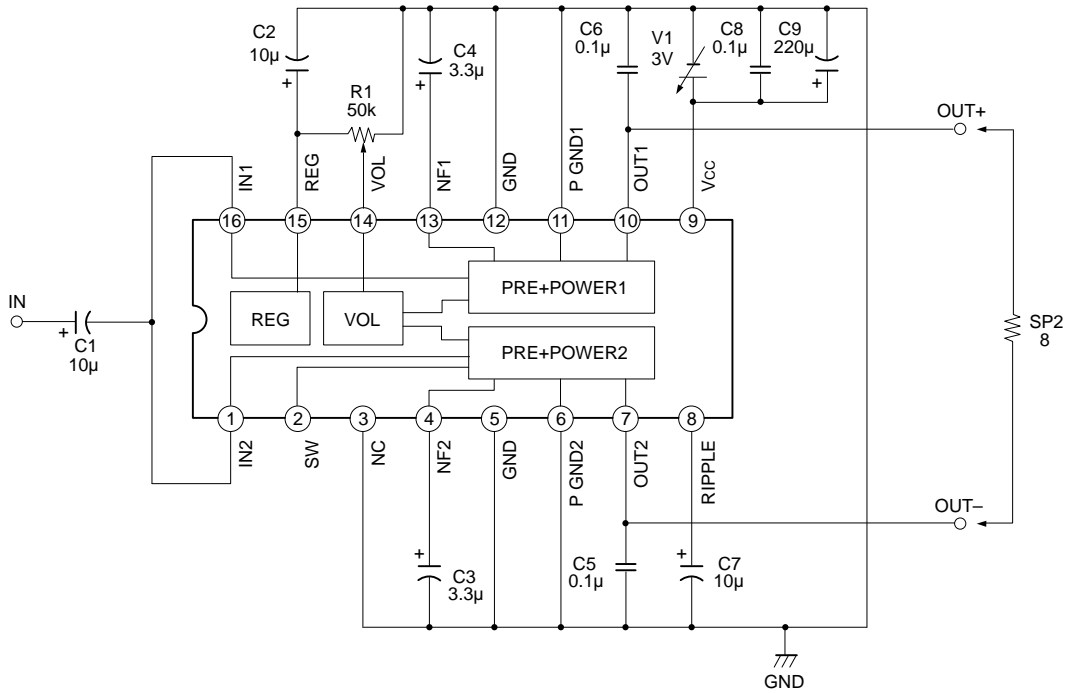 C2
10µ
C4
3.3µ
C6
0.1µ
V1
3V
C8
0.1µ
C9
220µ
+
+
+
R1
50k
OUT+
IN1
REG
VOL
NF1
GND
P GND1
OUT1
VCC
16
15
14
13
12
11
10
9
PRE+POWER1
REG
VOL
PRE+POWER2
IN
+
C1
10µ
SP2
8
1
2
3
4
5
6
7
8
IN2
SW
NC
NF2
GND
P GND2
OUT2
RIPPLE
OUT–
+
C3
3.3µ
C5
0.1µ
+
C7
10µ
GND